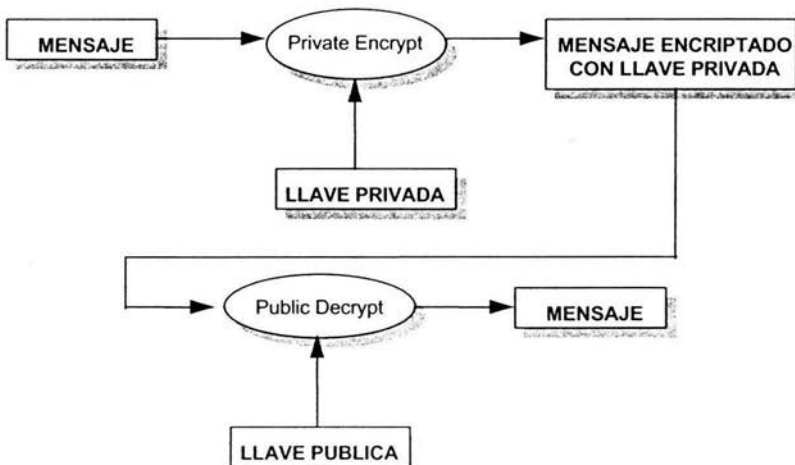 MENSAJE
Private Encrypt
MENSAJE ENCRIPTADO
CON LLAVE PRIVADA
LLAVE PRIVADA
Public Decrypt
MENSAJE
LLAVE PUBLICA